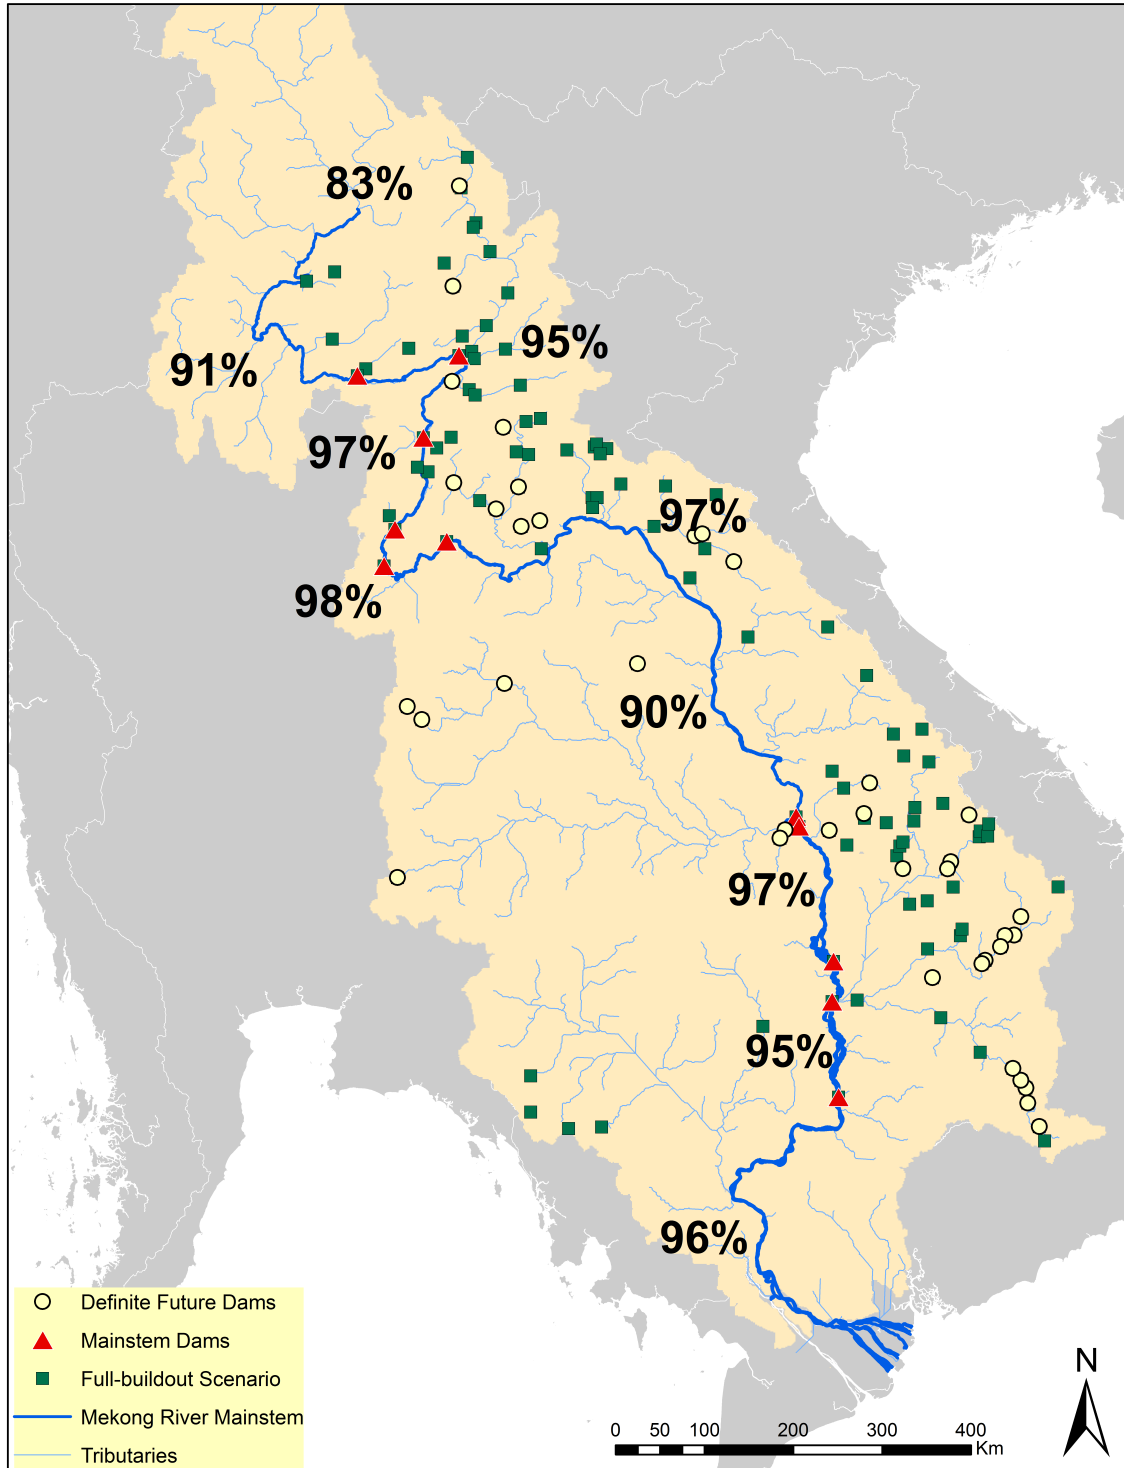 83%
95%
91%
97%
97%
98%
90%
97%
95%
96%
Definite Future Dams
Mainstem Dams
Full-buildout Scenario
Mekong River Mainstem
Tributaries
N
0 50 100 200 300 400
Km